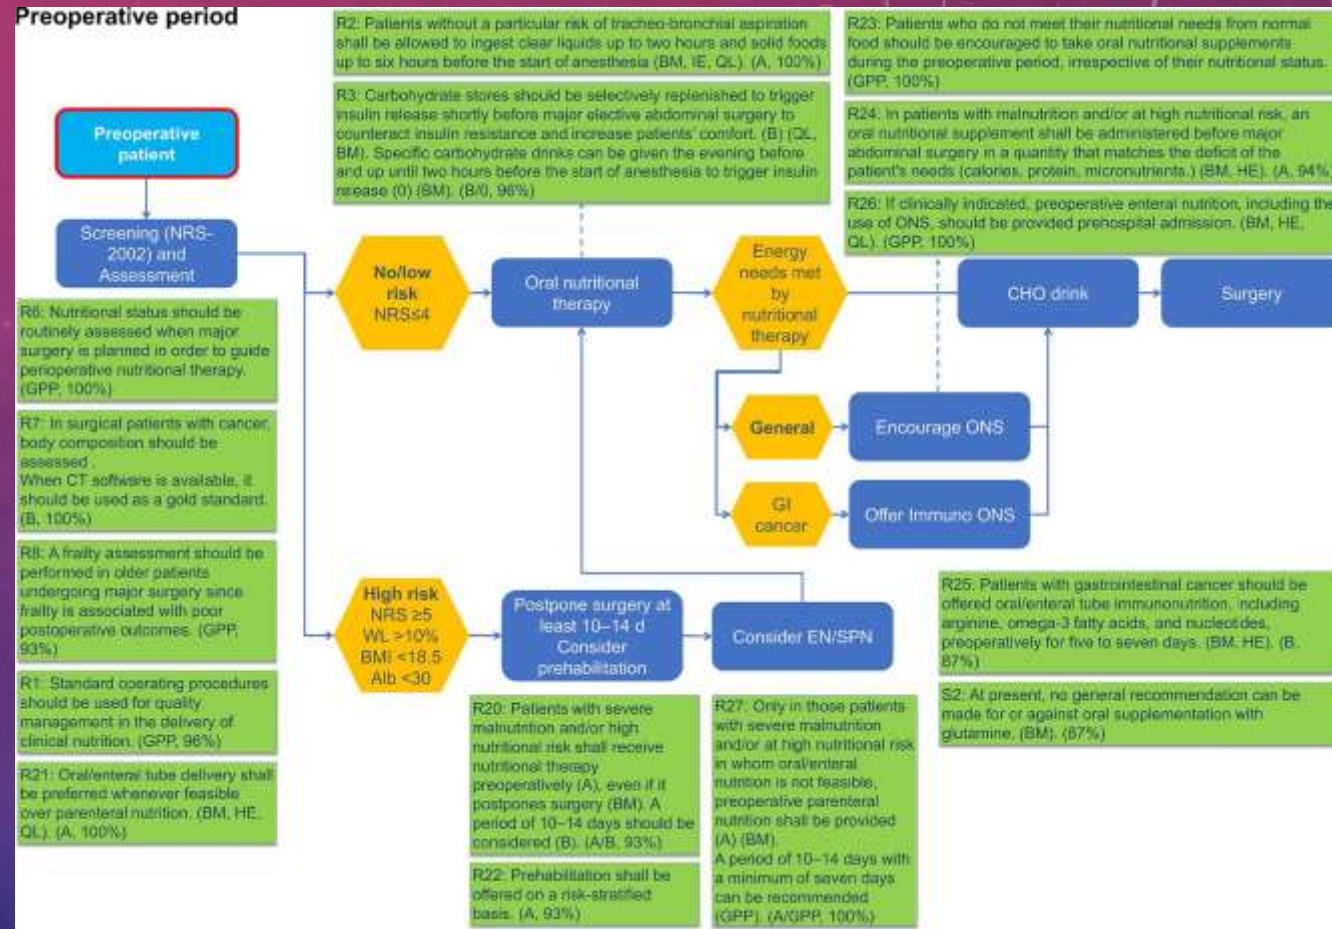 Preoperative period
R2: Patients without a particular risk of tracheo-bronchial aspiration
shall be allowed to ingest clear liquids up to two hours and solid foods
up to six hours before the start of anesthesia (BM, IE, QL). (A, 100%)
R3: Carbohydrate stores should be selectively replenished to trigger
insulin release shortly before major elective abdominal surgery to
counteract insulin resistance and increase patients' comfort. (B) (QL,
BM). Specific carbohydrate drinks can be given the evening before
and up until two hours before the start of anesthesia to trigger insulin
release (0) (BM). (B/0, 96%)
R23: Patients who do not meet their nutritional needs from normal
food should be encouraged to take oral nutritional supplements
during the preoperative period, irrespective of their nutritional status.
(GPP, 100%)
R24: In patients with malnutrition and/or at high nutritional risk, an
oral nutritional supplement shall be administered before major
abdominal surgery in a quantity that matches the deficit of the
patient's needs (calories, protein, micronutrients.) (BM, HE). (A, 94%)
R26: If clinically indicated, preoperative enteral nutrition, including the
use of ONS, should be provided prehospital admission. (BM, HE,
QL). (GPP, 100%)
Preoperative
patient
Screening (NRS-
2002) and
Assessment
No/low
risk
NRS≤4
Oral nutritional
therapy
Energy
needs met
by
nutritional
therapy
CHO drink
Surgery
General
Encourage ONS
GI
cancer
Offer Immuno ONS
R6: Nutritional status should be
routinely assessed when major
surgery is planned in order to guide
perioperative nutritional therapy.
(GPP, 100%)
R7: In surgical patients with cancer,
body composition should be
assessed .
When CT software is available, it
should be used as a gold standard.
(B, 100%)
R8: A frailty assessment should be
performed in older patients
undergoing major surgery since
frailty is associated with poor
postoperative outcomes. (GPP,
93%)
R1: Standard operating procedures
should be used for quality
management in the delivery of
clinical nutrition. (GPP, 96%)
R21: Oral/enteral tube delivery shall
be preferred whenever feasible
over parenteral nutrition. (BM, HE,
QL). (A, 100%)
High risk
NRS ≥5
WL >10%
BMI <18.5
Alb <30
Postpone surgery at
least 10–14 d
Consider
prehabilitation
Consider EN/SPN
R20: Patients with severe
malnutrition and/or high
nutritional risk shall receive
nutritional therapy
preoperatively (A), even if it
postpones surgery (BM). A
period of 10–14 days should be
considered (B). (A/B, 93%)
R22: Prehabilitation shall be
offered on a risk-stratified
basis. (A, 93%)
R27: Only in those patients
with severe malnutrition
and/or at high nutritional risk
in whom oral/enteral
nutrition is not feasible,
preoperative parenteral
nutrition shall be provided
(A) (BM).
A period of 10–14 days with
a minimum of seven days
can be recommended
(GPP). (A/GPP, 100%)
R25: Patients with gastrointestinal cancer should be
offered oral/enteral tube immunonutrition, including
arginine, omega-3 fatty acids, and nucleotides,
preoperatively for five to seven days. (BM, HE). (B,
87%)
S2: At present, no general recommendation can be
made for or against oral supplementation with
glutamine. (BM). (87%)